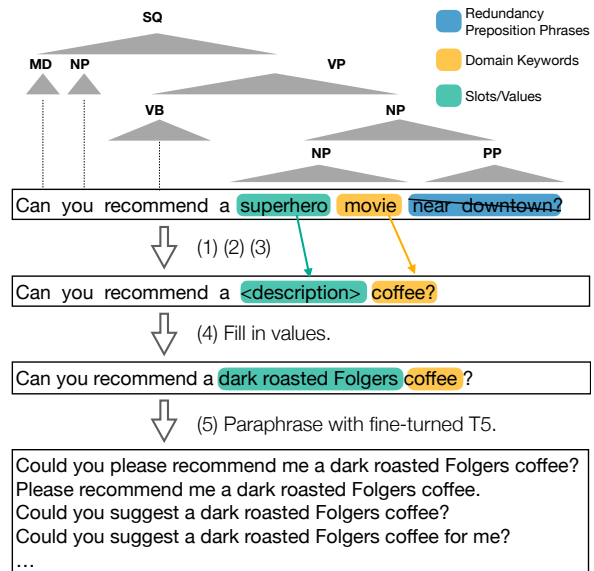 SQ
Redundancy
Preposition Phrases
MD NP VP
Domain Keywords
Slots/Values
VB NP
NP PP
Can you recommend a superhero movie near downtown?
(1) (2) (3)
Can you recommend a <description> coffee?
(4) Fill in values.
Can you recommend a dark roasted Folgers coffee ?
(5) Paraphrase with fine-turned T5.
Could you please recommend me a dark roasted Folgers coffee?
Please recommend me a dark roasted Folgers coffee.
Could you suggest a dark roasted Folgers coffee?
Could you suggest a dark roasted Folgers coffee for me?
...